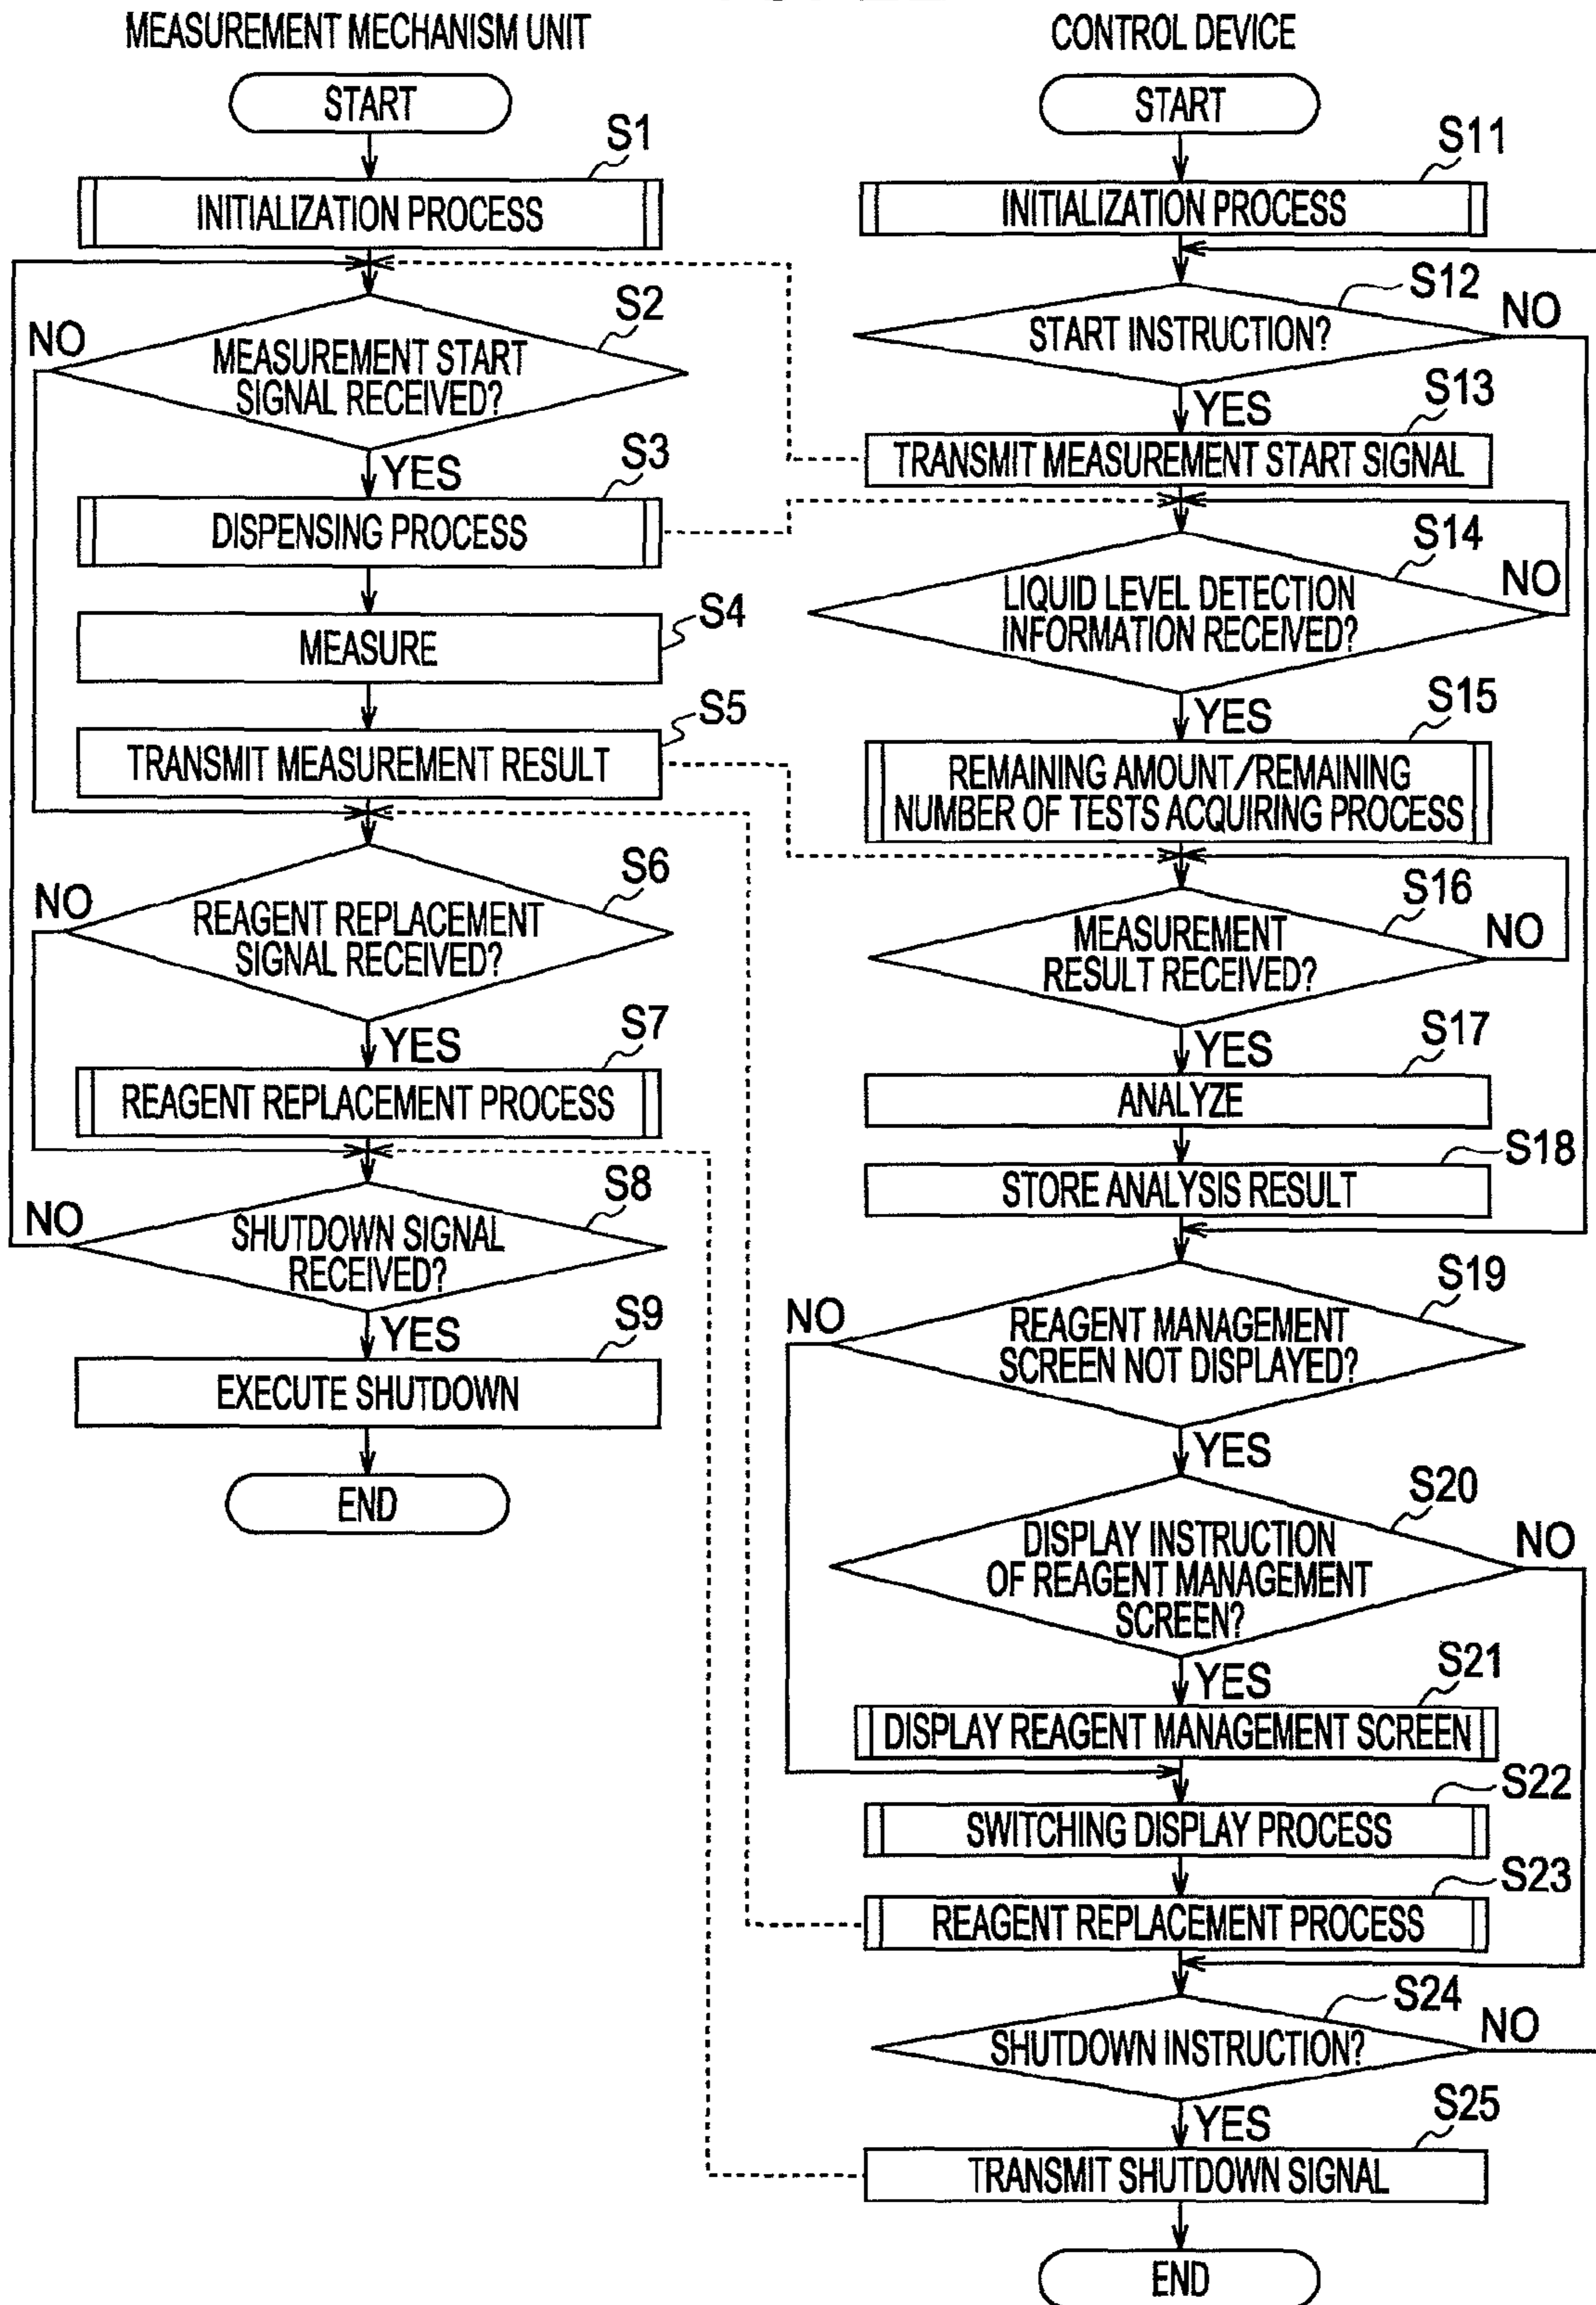 MEASUREMENT MECHANISM UNIT
START
S1
INITIALIZATION PROCESS
S2
NO
MEASUREMENT START
SIGNAL RECEIVED?
YES
S3
DISPENSING PROCESS
S4
MEASURE
S5
TRANSMIT MEASUREMENT RESULT
S6
NO
REAGENT REPLACEMENT
SIGNAL RECEIVED?
YES
S7
REAGENT REPLACEMENT PROCESS
S8
NO
SHUTDOWN SIGNAL
RECEIVED?
YES
S9
EXECUTE SHUTDOWN
END
CONTROL DEVICE
START
S11
INITIALIZATION PROCESS
S12
NO
START INSTRUCTION?
YES
S13
TRANSMIT MEASUREMENT START SIGNAL
S14
NO
LIQUID LEVEL DETECTION
INFORMATION RECEIVED?
YES
S15
REMAINING AMOUNT/REMAINING
NUMBER OF TESTS ACQUIRING PROCESS
S16
MEASUREMENT
RESULT RECEIVED?
NO
YES
S17
ANALYZE
S18
STORE ANALYSIS RESULT
S19
NO
REAGENT MANAGEMENT
SCREEN NOT DISPLAYED?
YES
S20
NO
DISPLAY INSTRUCTION
OF REAGENT MANAGEMENT
SCREEN?
YES
S21
DISPLAY REAGENT MANAGEMENT SCREEN
S22
SWITCHING DISPLAY PROCESS
S23
REAGENT REPLACEMENT PROCESS
S24
NO
SHUTDOWN INSTRUCTION?
YES
S25
TRANSMIT SHUTDOWN SIGNAL
END